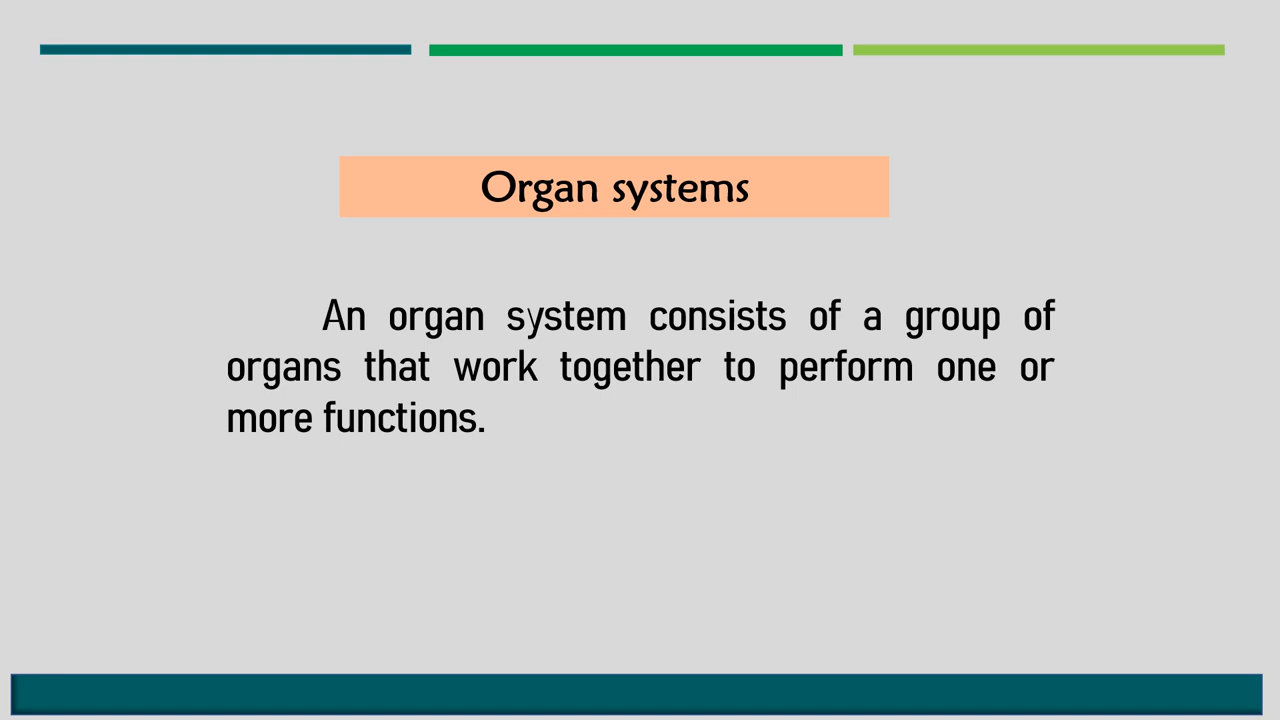 Organ systems
An organ system consists of a group of
organs that work together to perform one or
more functions.